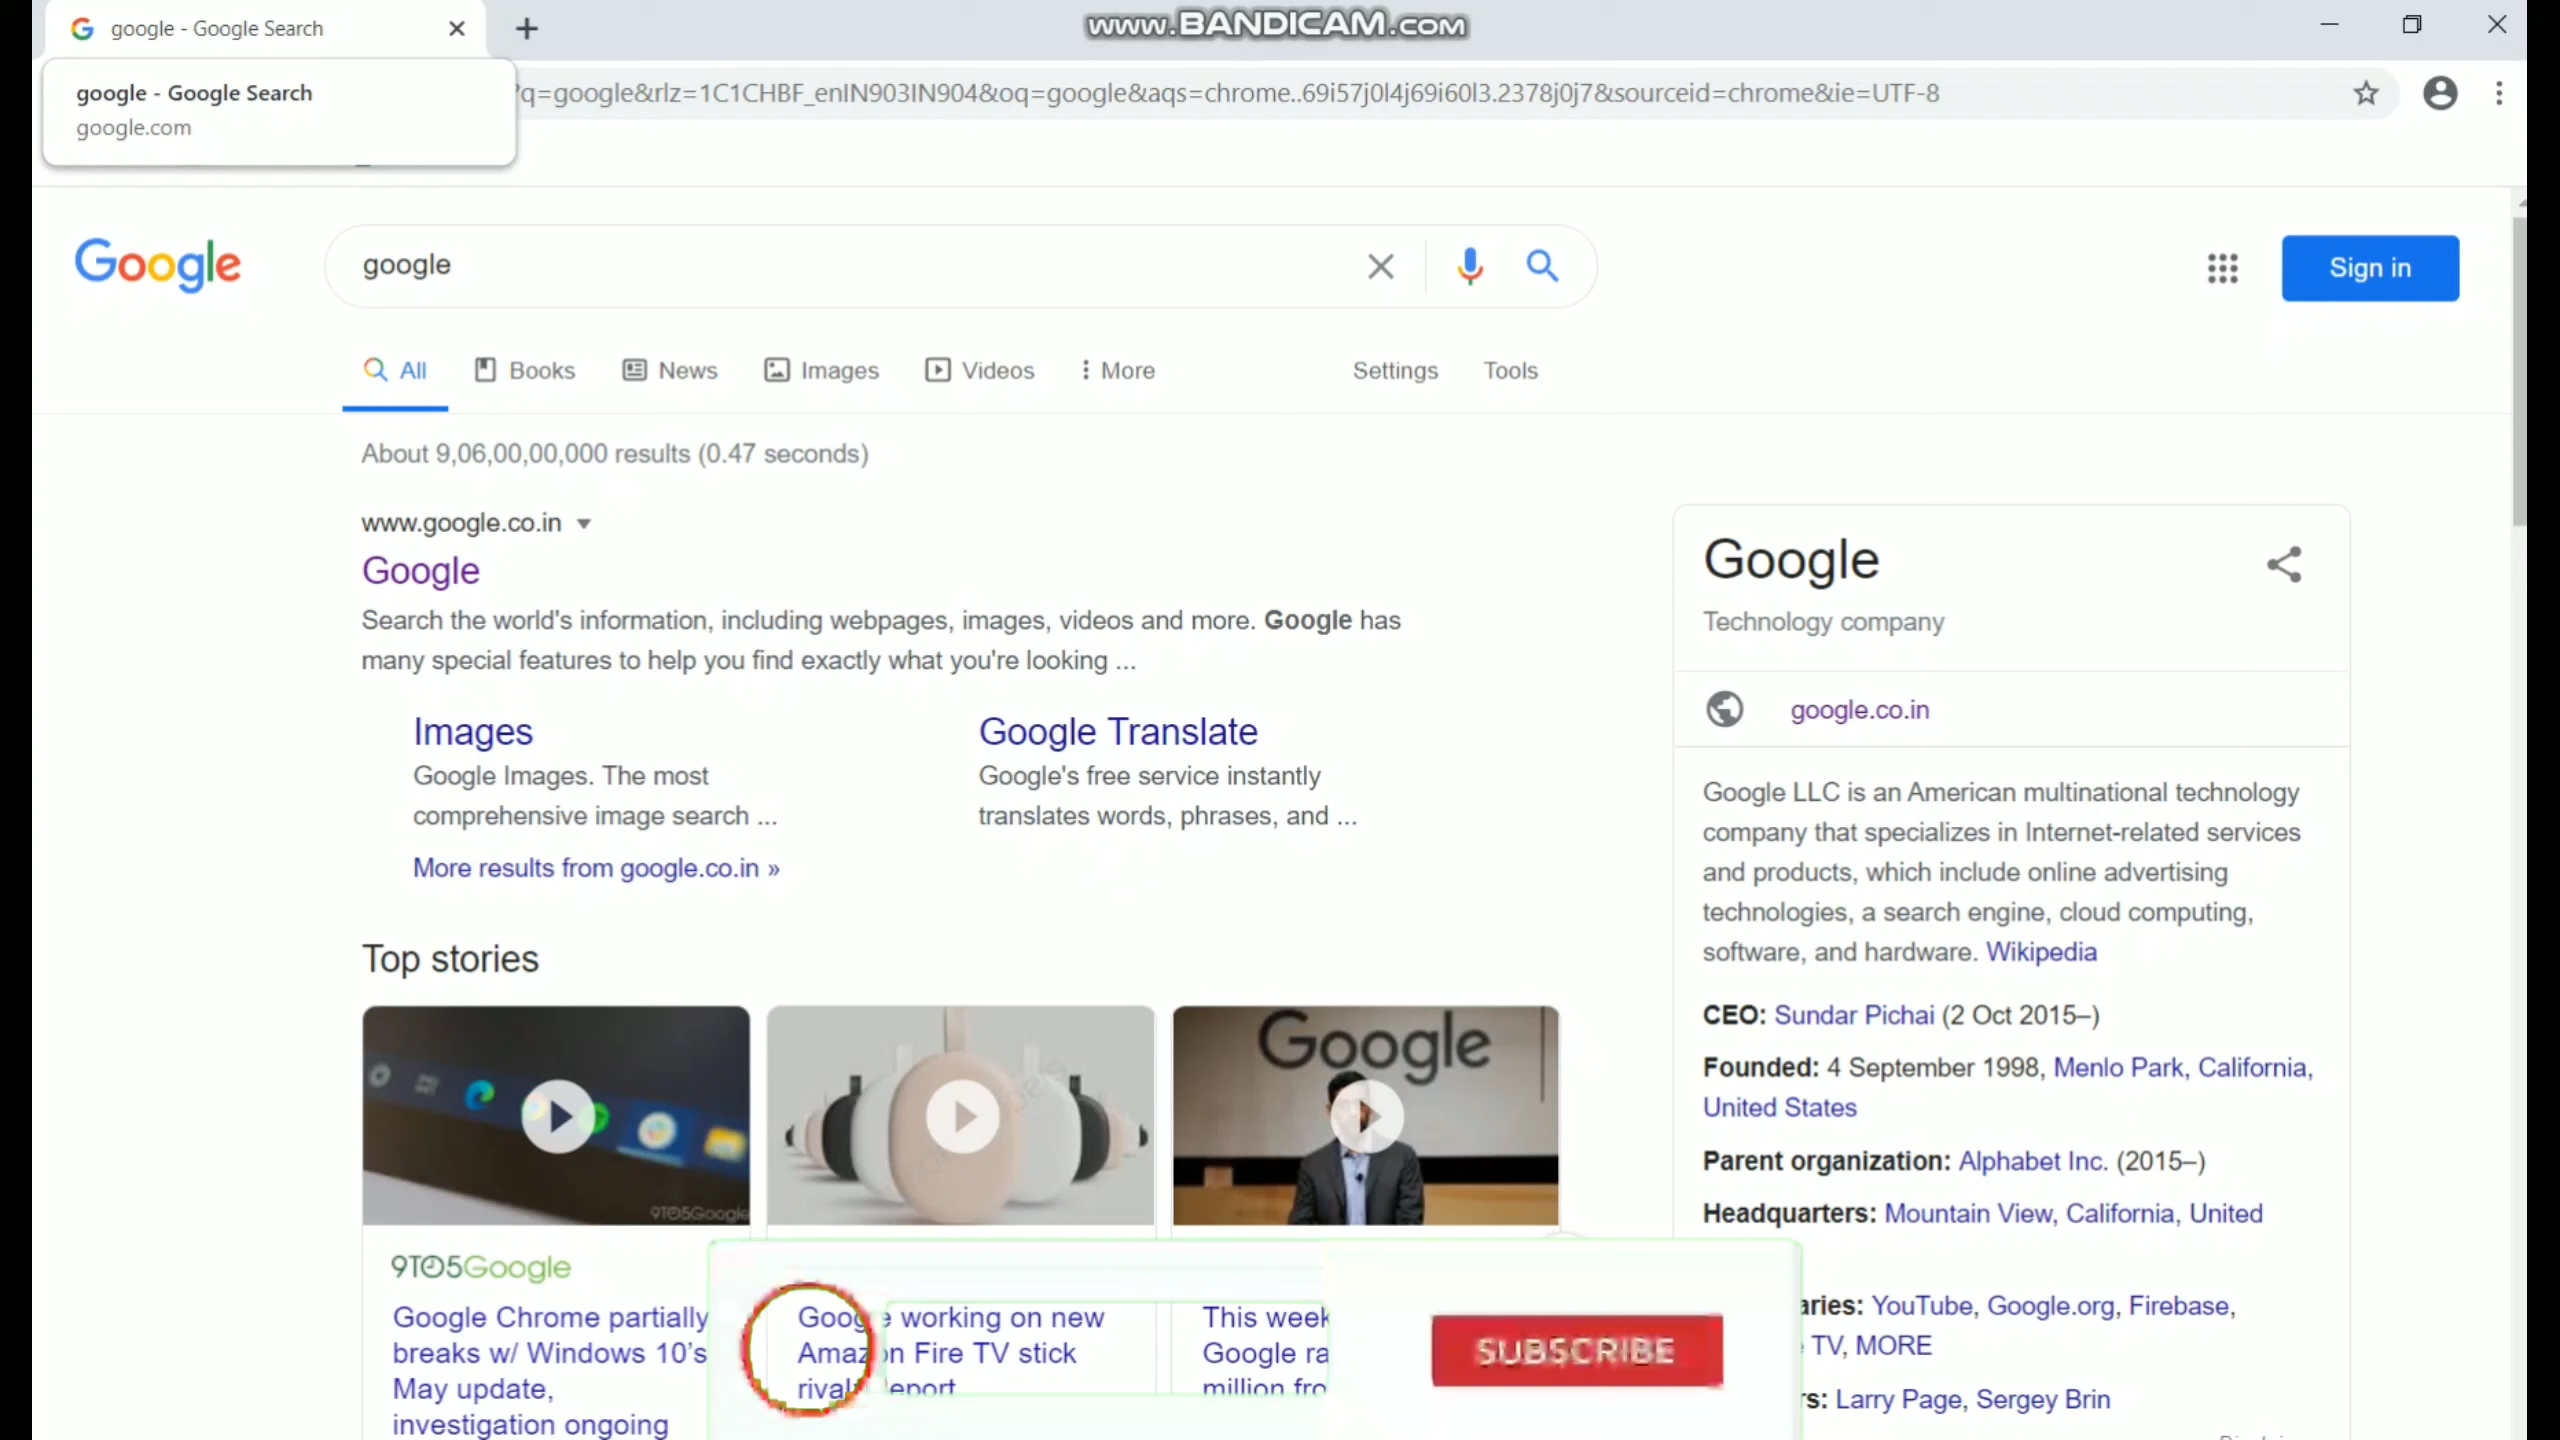 google - Google Search
www.BANDICAM.com
google - Google Search
google.com
?q=google&rlz=1C1CHBF_enIN903IN904&oq=google&aqs=chrome..69i57j0l4j69i60l3.2378j0j7&sourceid=chrome&ie=UTF-8
Google
google
Sign in
All
Books
News
Images
Videos
More
Settings
Tools
About 9,06,00,00,000 results (0.47 seconds)
www.google.co.in
Google
Search the world's information, including webpages, images, videos and more. Google has
many special features to help you find exactly what you're looking ...
Images
Google Images. The most
comprehensive image search ...
Google Translate
Google's free service instantly
translates words, phrases, and ...
More results from google.co.in »
Top stories
9TO5Google
Google
9TO5Google
Google Chrome partially
breaks w/ Windows 10's
May update,
investigation ongoing
Google working on new
Amazon Fire TV stick
rival: report
This week
Google ra
million fro
SUBSCRIBE
Google
Technology company
google.co.in
Google LLC is an American multinational technology
company that specializes in Internet-related services
and products, which include online advertising
technologies, a search engine, cloud computing,
software, and hardware. Wikipedia
CEO: Sundar Pichai (2 Oct 2015–)
Founded: 4 September 1998, Menlo Park, California,
United States
Parent organization: Alphabet Inc. (2015–)
Headquarters: Mountain View, California, United
aries: YouTube, Google.org, Firebase,
TV, MORE
rs: Larry Page, Sergey Brin